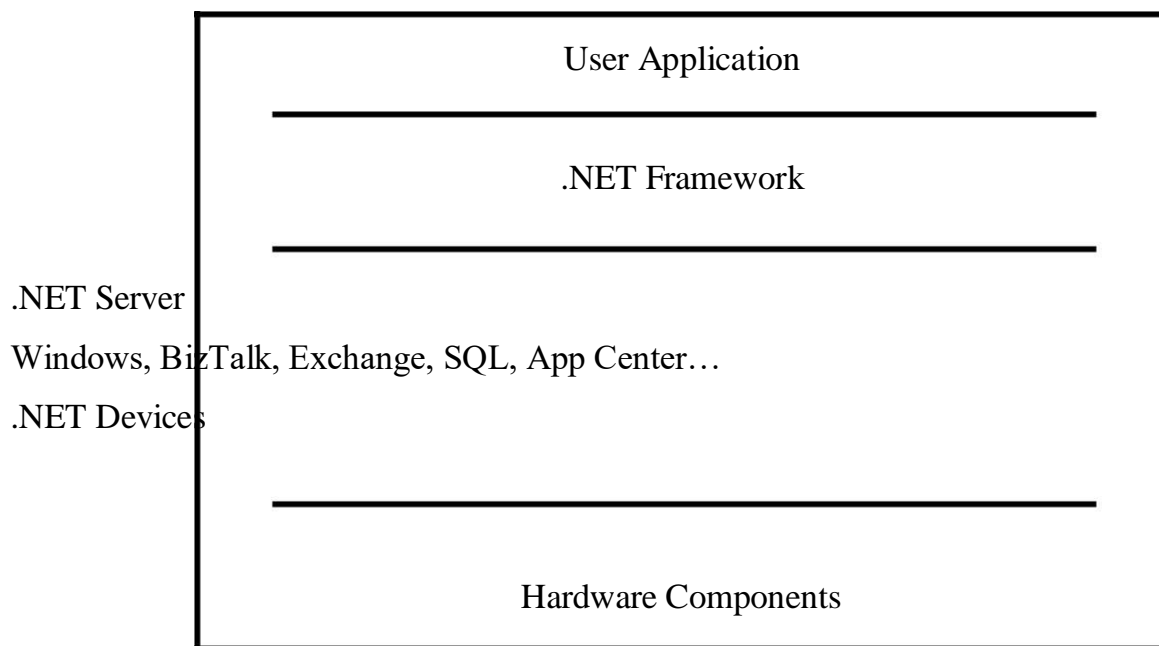 User Application
.NET Framework
.NET Server
Windows, BizTalk, Exchange, SQL, App Center…
.NET Devices
Hardware Components